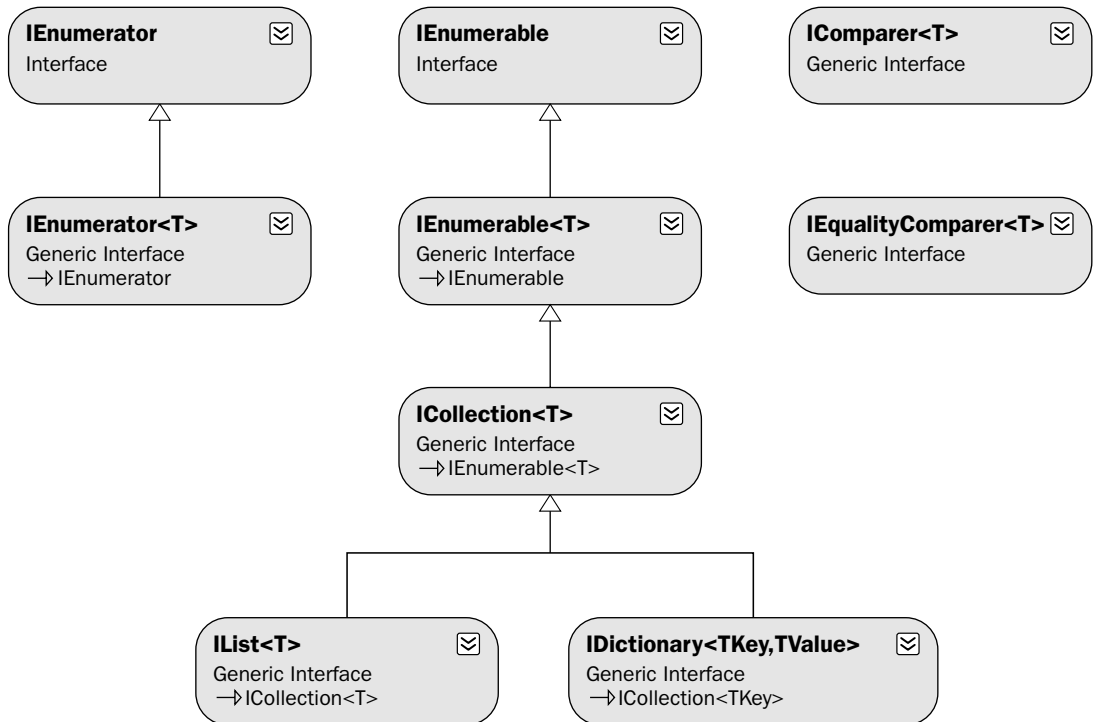 IEnumerator
Interface
IEnumerable
Interface
IComparer<T>
Generic Interface
IEnumerator<T>
Generic Interface
IEnumerator
IEnumerable<T>
Generic Interface
IEnumerable
IEqualityComparer<T>
Generic Interface
ICollection<T>
Generic Interface
IEnumerable<T>
IList<T>
Generic Interface
ICollection<T>
IDictionary<TKey,TValue>
Generic Interface
ICollection<TKey>